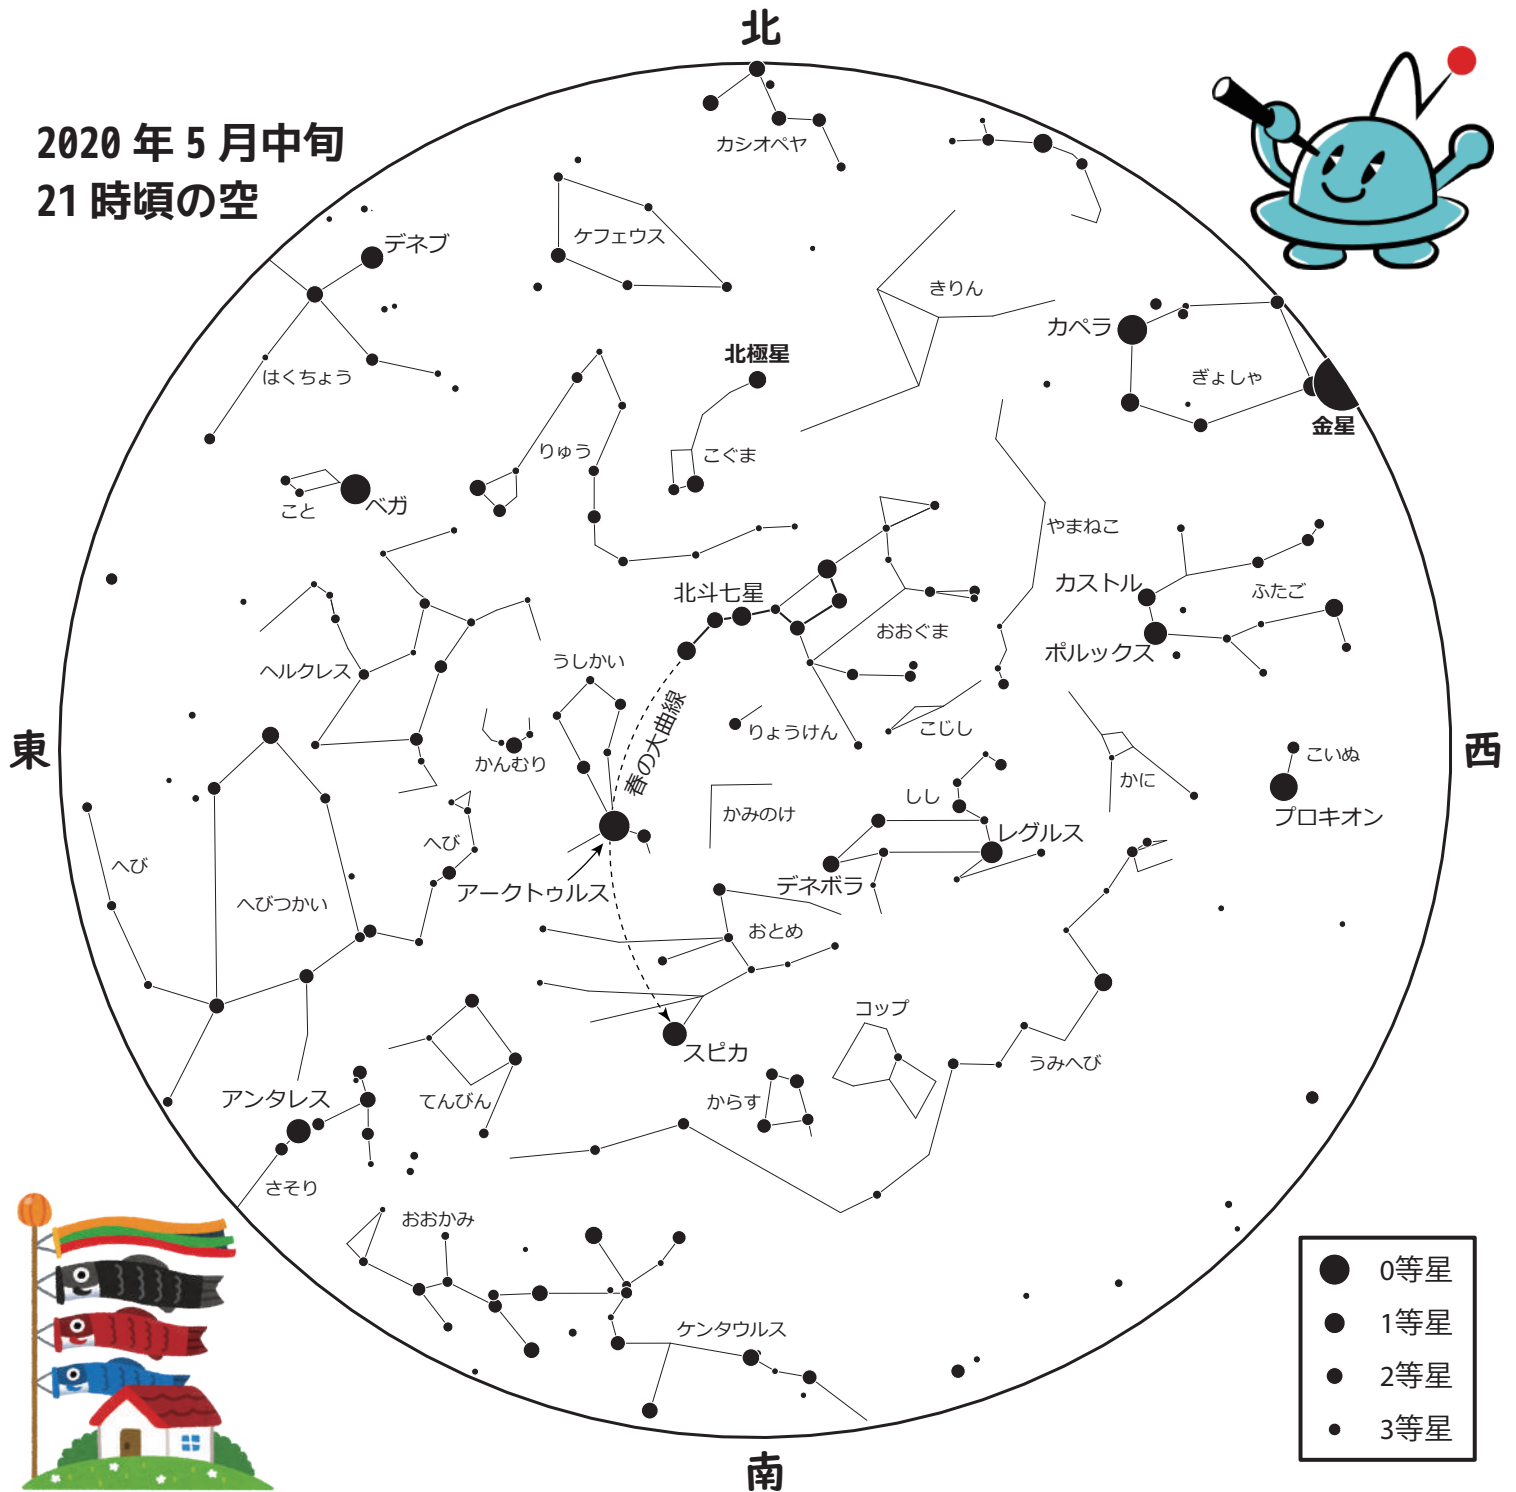 北
2020 年 5 月中旬
21 時頃の空
カシオペヤ
デネブ
ケフェウス
きりん
カペラ
北極星
はくちょう
ぎょしゃ
金星
りゅう
こぐま
こと
ベガ
やまねこ
北斗七星
カストル
ふたご
おおぐま
ヘルクレス
うしかい
ポルックス
春の大曲線
りょうけん
こじし
東
西
かんむり
こいぬ
かに
しし
かみのけ
プロキオン
レグルス
へび
へび
アークトゥルス
デネボラ
へびつかい
おとめ
コップ
スピカ
うみへび
アンタレス
てんびん
からす
さそり
おおかみ
ケンタウルス
0等星
1等星
2等星
3等星
南